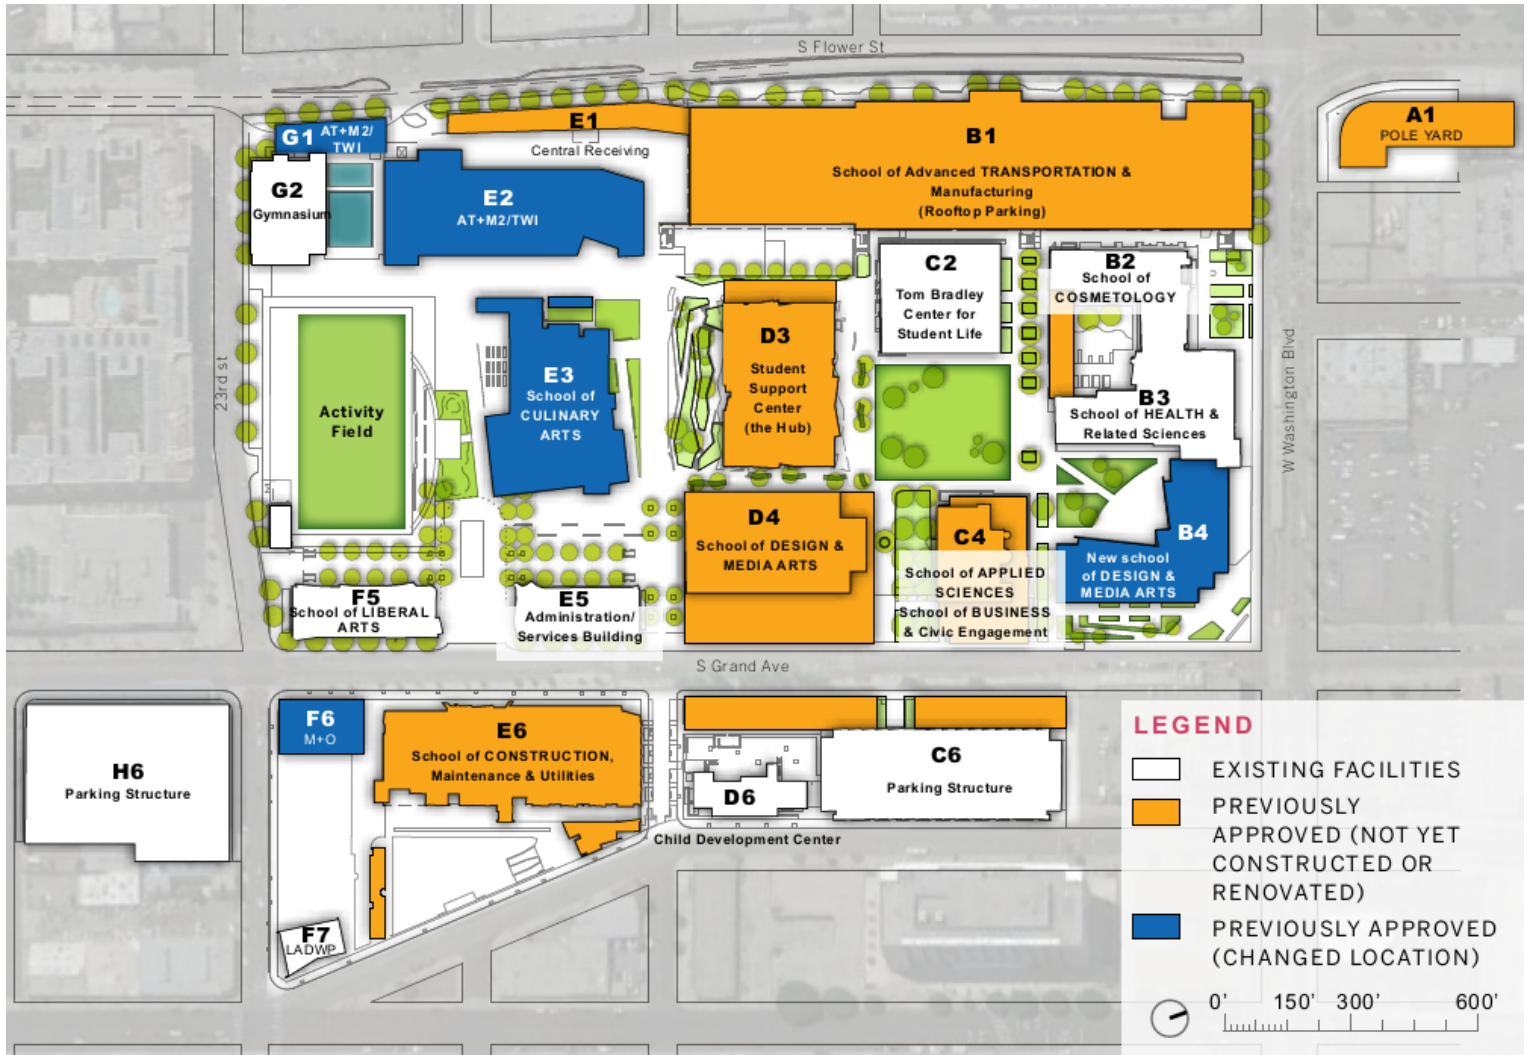 S Flower St
G1 AT+M2/
TWI
E1
Central Receiving
B1
School of Advanced TRANSPORTATION &
Manufacturing
(Rooftop Parking)
A1
POLE YARD
G2
Gymnasium
E2
AT+M2/TWI
C2
Tom Bradley
Center for
Student Life
B2
School of
COSMETOLOGY
D3
Student
Support
Center
(the Hub)
E3
School of
CULINARY
ARTS
23rd st
Activity
Field
W Washington Blvd
B3
School of HEALTH &
Related Sciences
D4
School of DESIGN &
MEDIA ARTS
C4
School of APPLIED
SCIENCES
School of BUSINESS
& Civic Engagement
B4
New school
of DESIGN &
MEDIA ARTS
F5
School of LIBERAL
ARTS
E5
Administration/
Services Building
S Grand Ave
H6
Parking Structure
F6
M+O
E6
School of CONSTRUCTION,
Maintenance & Utilities
D6
C6
Parking Structure
Child Development Center
F7
LADWP
LEGEND
EXISTING FACILITIES
PREVIOUSLY
APPROVED (NOT YET
CONSTRUCTED OR
RENOVATED)
PREVIOUSLY APPROVED
(CHANGED LOCATION)
0' 150' 300' 600'